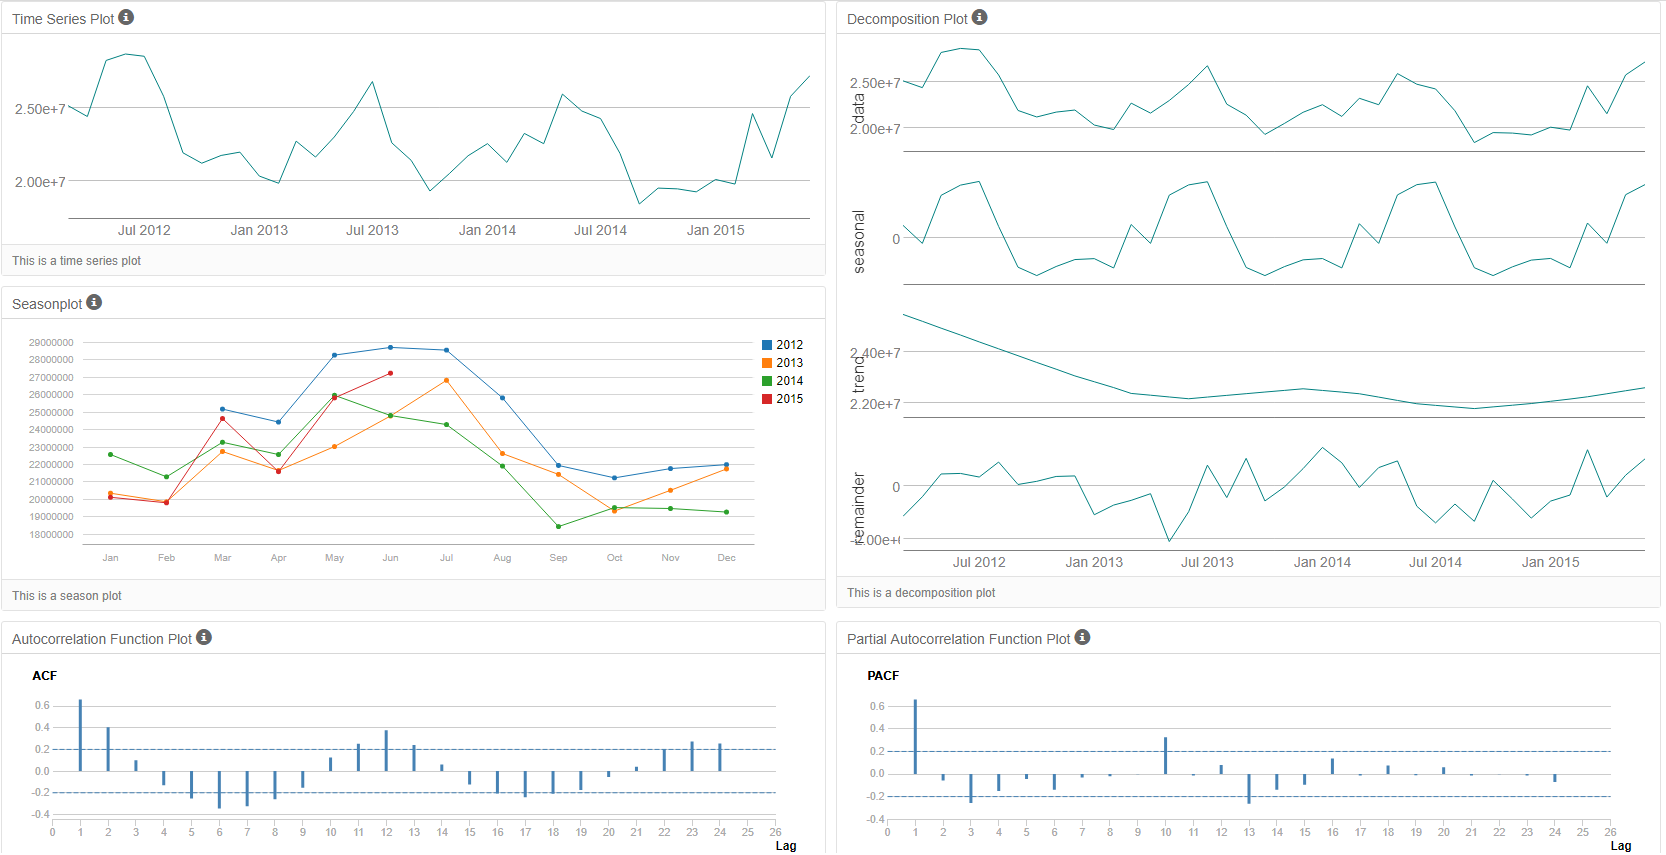 Time Series Plot
2.50e+7
2.00e+7
Jul 2012 Jan 2013 Jul 2013 Jan 2014 Jul 2014 Jan 2015
This is a time series plot
Seasonplot
29000000
28000000
27000000
26000000
25000000
24000000
23000000
22000000
21000000
20000000
19000000
18000000
Jan Feb Mar Apr May Jun Jul Aug Sep Oct Nov Dec
2012
2013
2014
2015
This is a season plot
Autocorrelation Function Plot
ACF
0.6
0.4
0.2
0.0
-0.2
-0.4
0 1 2 3 4 5 6 7 8 9 10 11 12 13 14 15 16 17 18 19 20 21 22 23 24 25 26
Lag
Decomposition Plot
2.50e+7
data
2.00e+7
seasonal
0
2.40e+7
trend
2.20e+7
remainder
0
-2.00e+
Jul 2012 Jan 2013 Jul 2013 Jan 2014 Jul 2014 Jan 2015
This is a decomposition plot
Partial Autocorrelation Function Plot
PACF
0.6
0.4
0.2
0.0
-0.2
-0.4
0 1 2 3 4 5 6 7 8 9 10 11 12 13 14 15 16 17 18 19 20 21 22 23 24 25 26
Lag